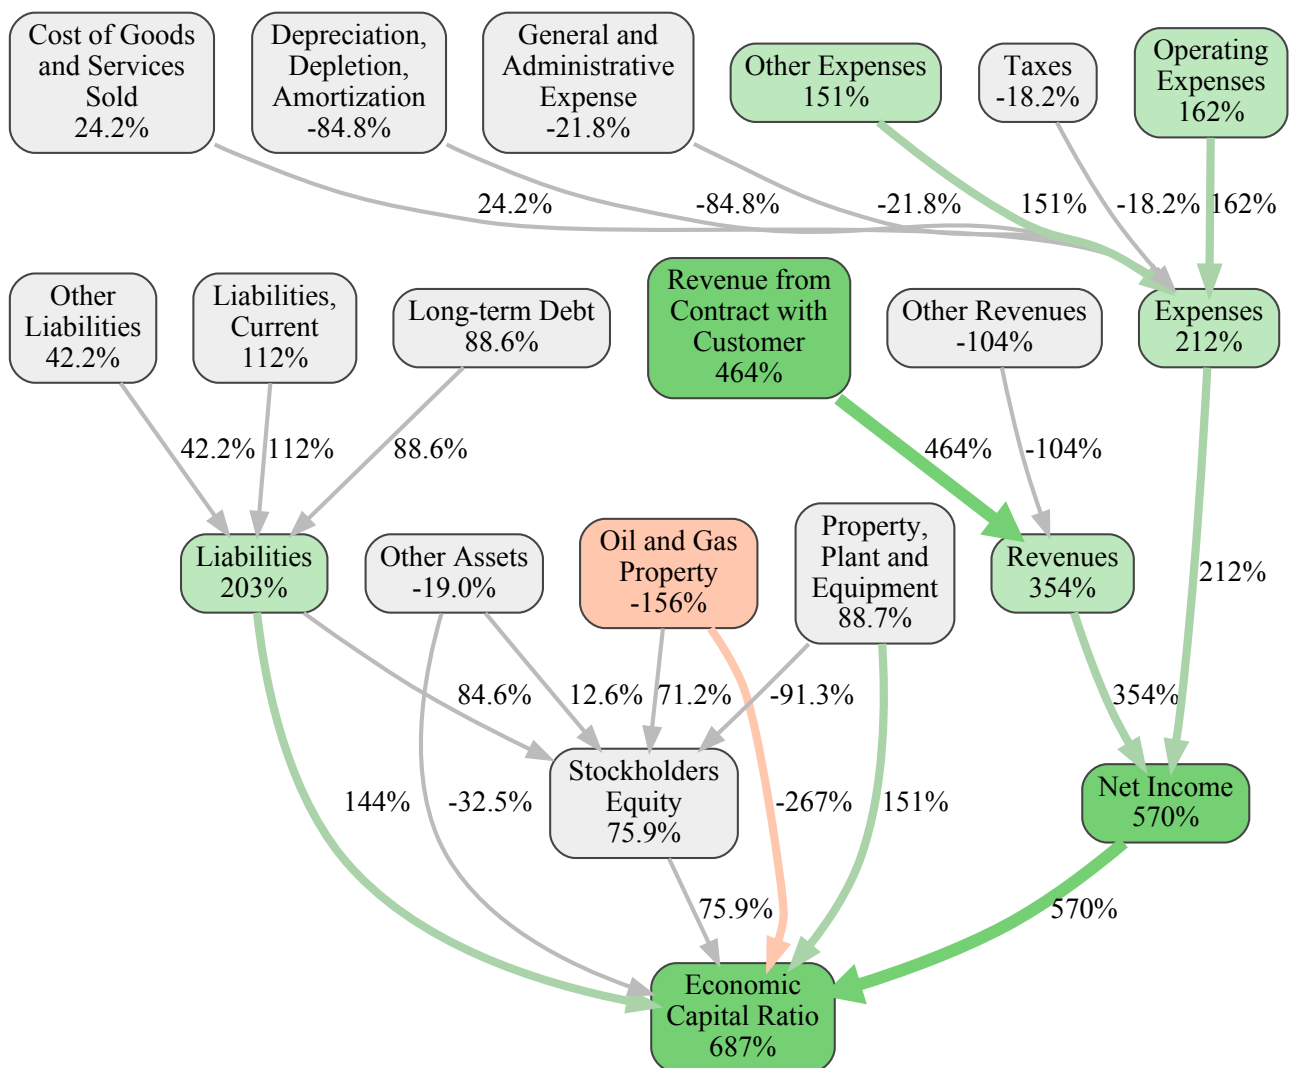 Cost of Goods
and Services
Sold
24.2%
Depreciation,
Depletion,
Amortization
-84.8%
General and
Administrative
Expense
-21.8%
Other Expenses
151%
Taxes
-18.2%
Operating
Expenses
162%
24.2%
-84.8%
-21.8%
151%
-18.2%
162%
Other
Liabilities
42.2%
Liabilities,
Current
112%
Long-term Debt
88.6%
Revenue from
Contract with
Customer
464%
Other Revenues
-104%
Expenses
212%
42.2%
112%
88.6%
464%
-104%
Liabilities
203%
Other Assets
-19.0%
Oil and Gas
Property
-156%
Property,
Plant and
Equipment
88.7%
Revenues
354%
212%
84.6%
12.6%
71.2%
-91.3%
354%
144%
-32.5%
Stockholders
Equity
75.9%
-267%
151%
Net Income
570%
75.9%
570%
Economic
Capital Ratio
687%